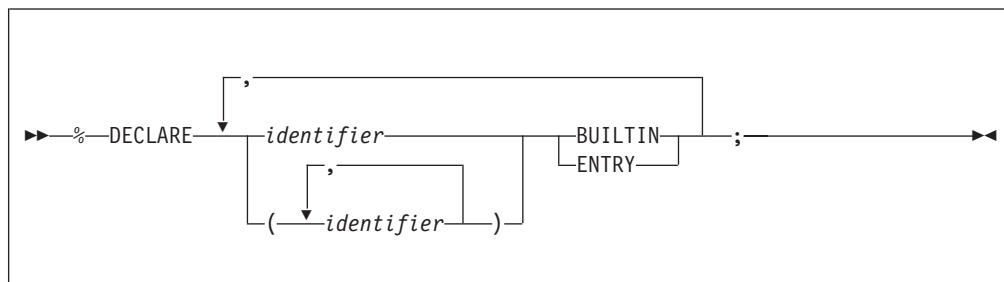 ,
% DECLARE identifier BUILTIN ;
ENTRY
,
( identifier )